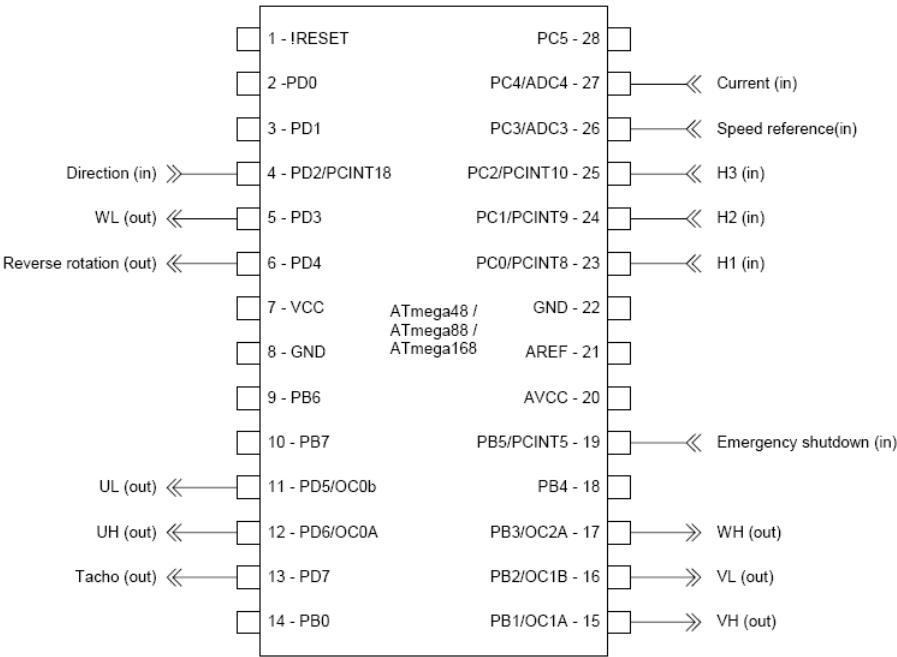 1 - !RESET PC5 - 28
2 -PD0 PC4/ADC4 - 27 Current (in)
3 - PD1 PC3/ADC3 - 26 Speed reference(in)
Direction (in) 4 - PD2/PCINT18 PC2/PCINT10 - 25 H3 (in)
WL (out) 5 - PD3 PC1/PCINT9 - 24 H2 (in)
Reverse rotation (out) 6 - PD4 PC0/PCINT8 - 23 H1 (in)
7 - VCC GND - 22
ATmega48 /
ATmega88 /
ATmega168
8 - GND AREF - 21
9 - PB6 AVCC - 20
10 - PB7 PB5/PCINT5 - 19 Emergency shutdown (in)
UL (out) 11 - PD5/OC0b PB4 - 18
UH (out) 12 - PD6/OC0A PB3/OC2A - 17 WH (out)
Tacho (out) 13 - PD7 PB2/OC1B - 16 VL (out)
14 - PB0 PB1/OC1A - 15 VH (out)